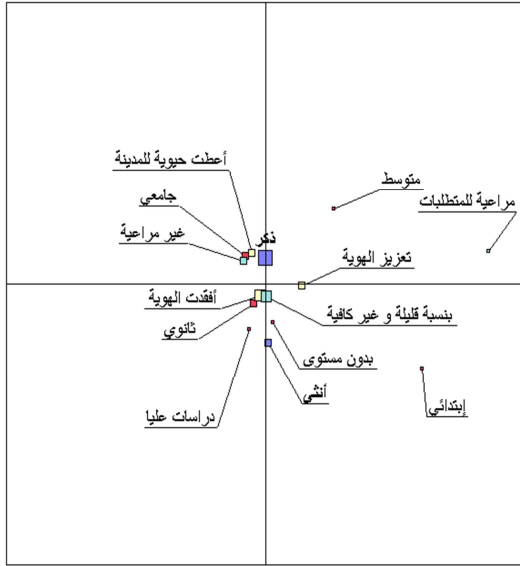 أعطت حيوية للمدينة
متوسط
جامعي
مراعية للمتطلبات
غير مراعية
ذكر
تعزيز الهوية
أفقدت الهوية
بنسبة قليلة و غير كافية
ثانوي
بدون مستوى
أنثي
دراسات عليا
إبتدائي